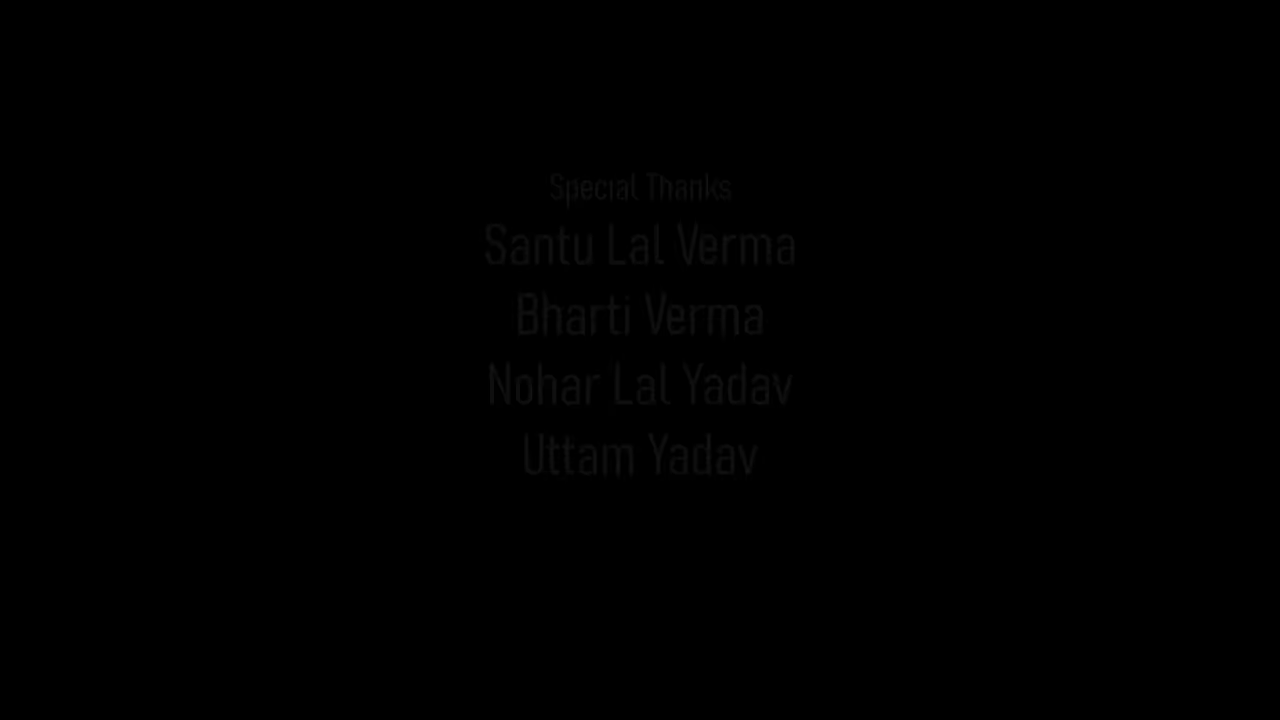 Special Thanks
Santu Lal Verma
Bharti Verma
Nohar Lal Yadav
Uttam Yadav